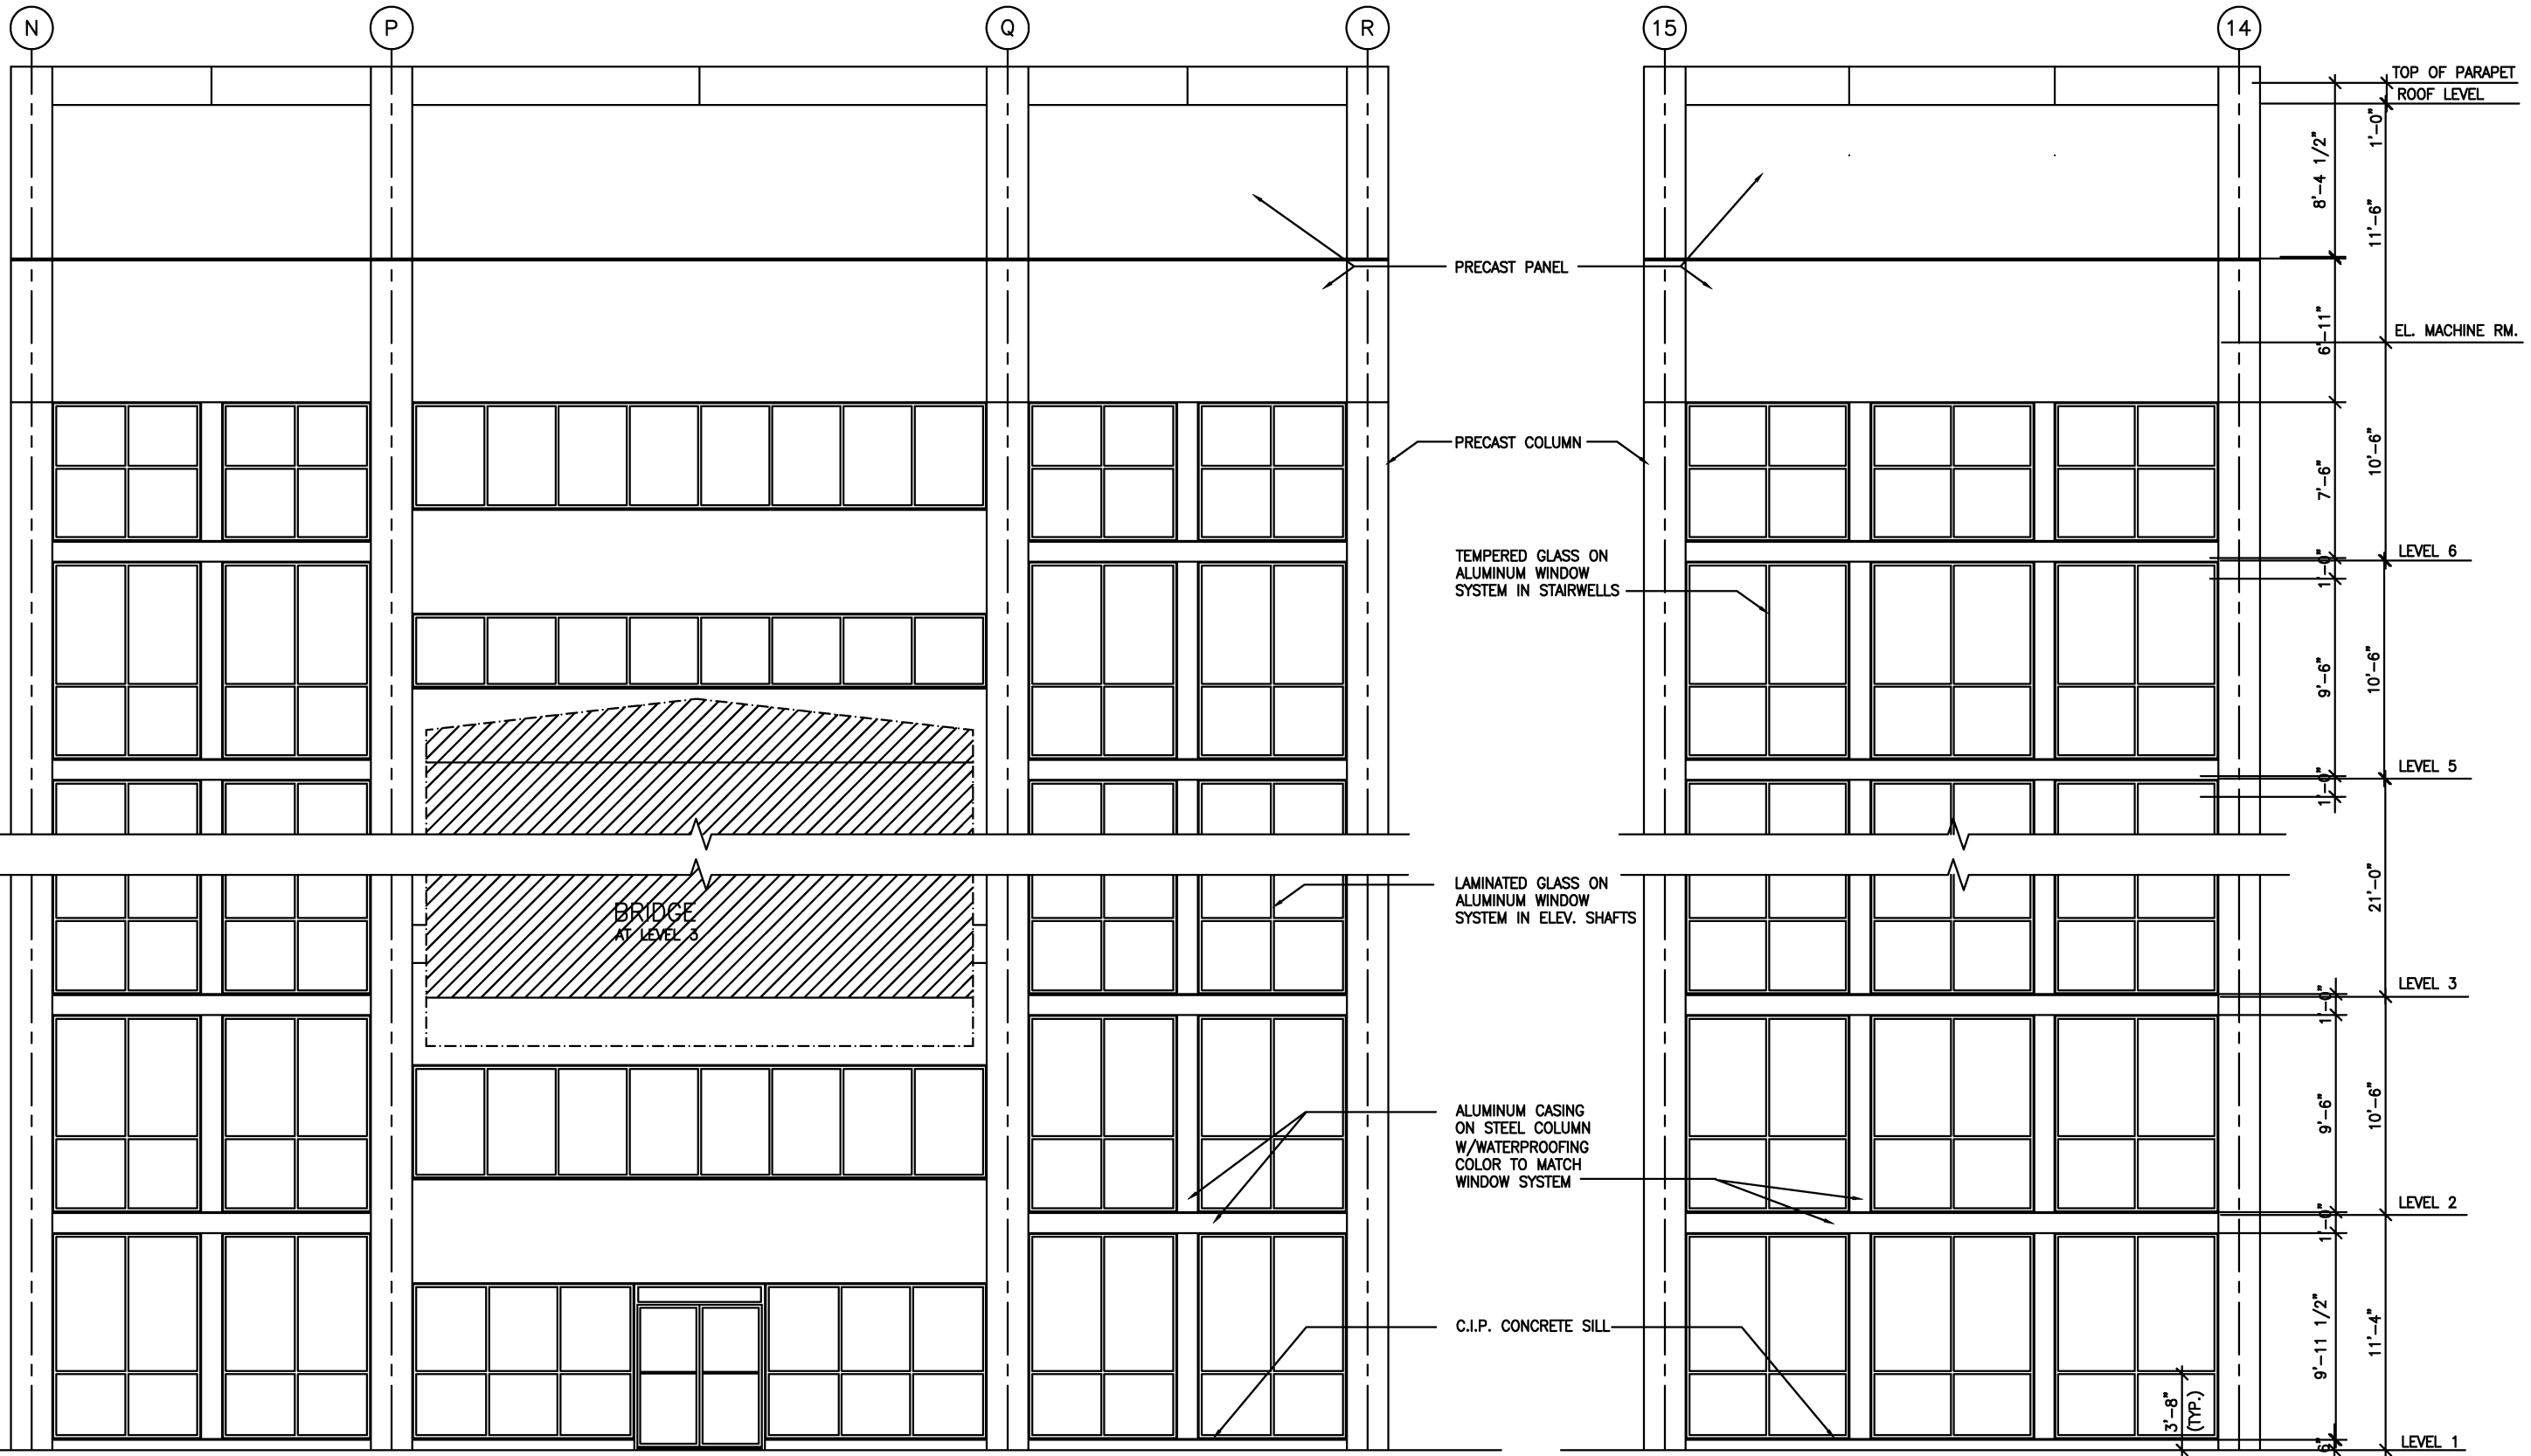 N P Q R 15 14
TOP OF PARAPET
ROOF LEVEL
1'-0"
8'-4 1/2"
11'-6"
PRECAST PANEL
6'-11"
EL. MACHINE RM.
PRECAST COLUMN
7'-6"
10'-6"
TEMPERED GLASS ON
ALUMINUM WINDOW
SYSTEM IN STAIRWELLS
LEVEL 6
1'-0"
9'-6"
10'-6"
LEVEL 5
1'-0"
LAMINATED GLASS ON
ALUMINUM WINDOW
SYSTEM IN ELEV. SHAFTS
21'-0"
BRIDGE
AT LEVEL 3
LEVEL 3
1'-0"
ALUMINUM CASING
ON STEEL COLUMN
W/WATERPROOFING
COLOR TO MATCH
WINDOW SYSTEM
9'-6"
10'-6"
LEVEL 2
1'-0"
C.I.P. CONCRETE SILL
9'-11 1/2"
11'-4"
3'-8"
(TYP.)
LEVEL 1
6"